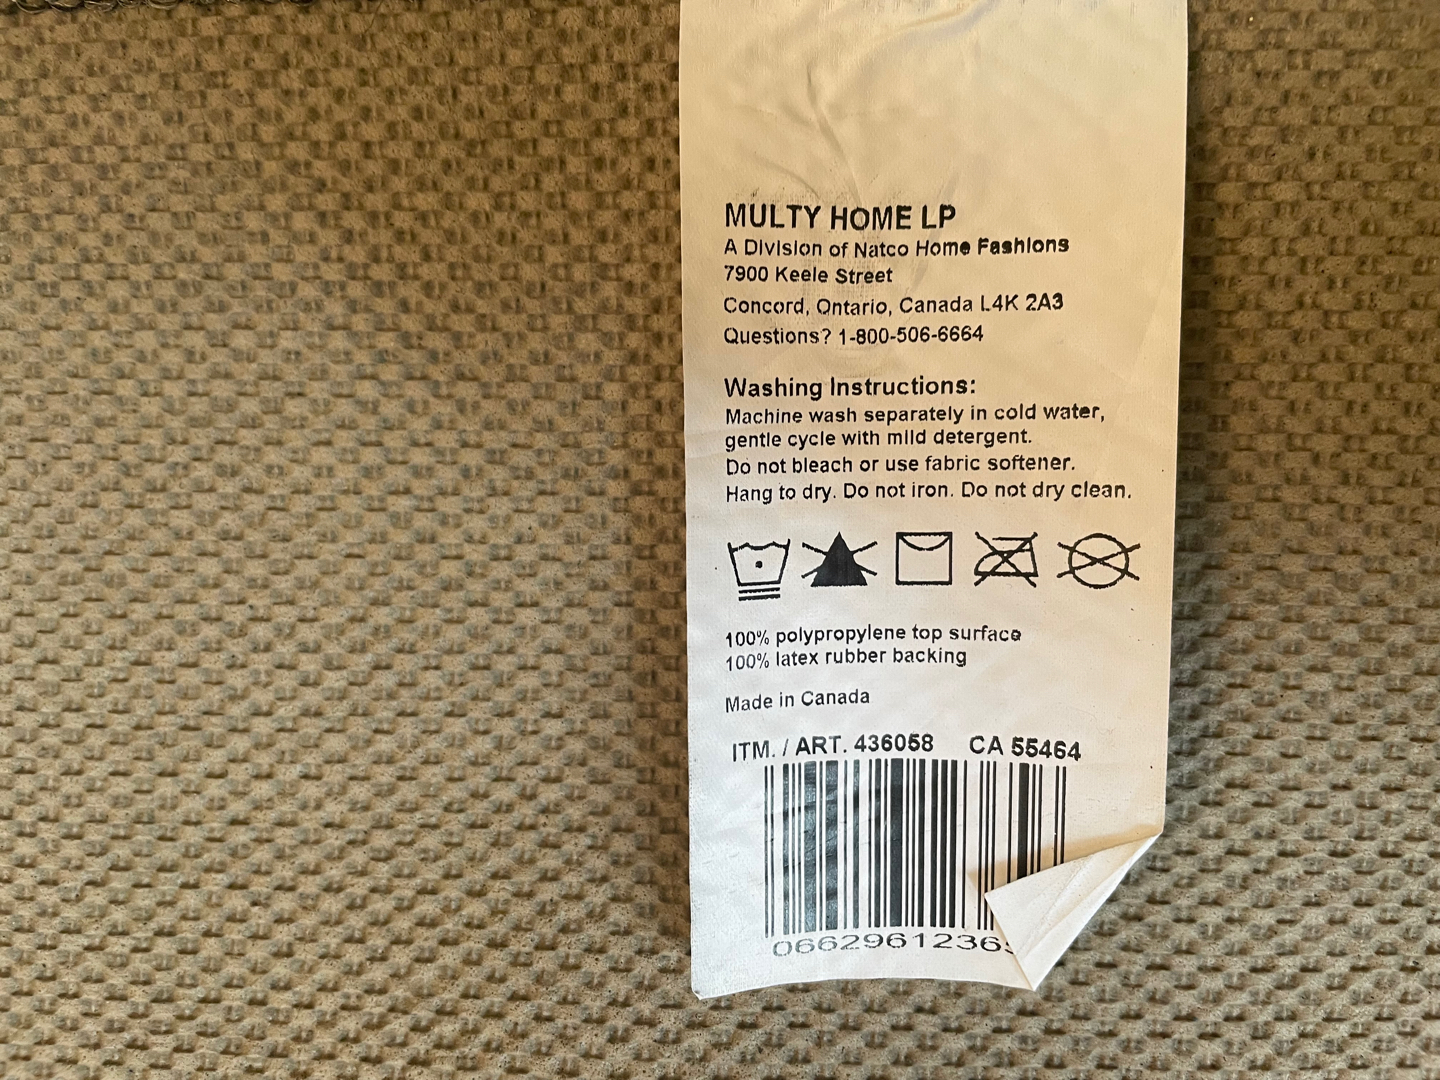 MULTY HOME LP
A Division of Natco Home Fashions
7900 Keele Street
Concord, Ontario, Canada L4K 2A3
Questions? 1-800-506-6664
Washing Instructions:
Machine wash separately in cold water,
gentle cycle with mild detergent.
Do not bleach or use fabric softener.
Hang to dry. Do not iron. Do not dry clean.
100% polypropylene top surface
100% latex rubber backing
Made in Canada
ITM. / ART. 436058 CA 55464